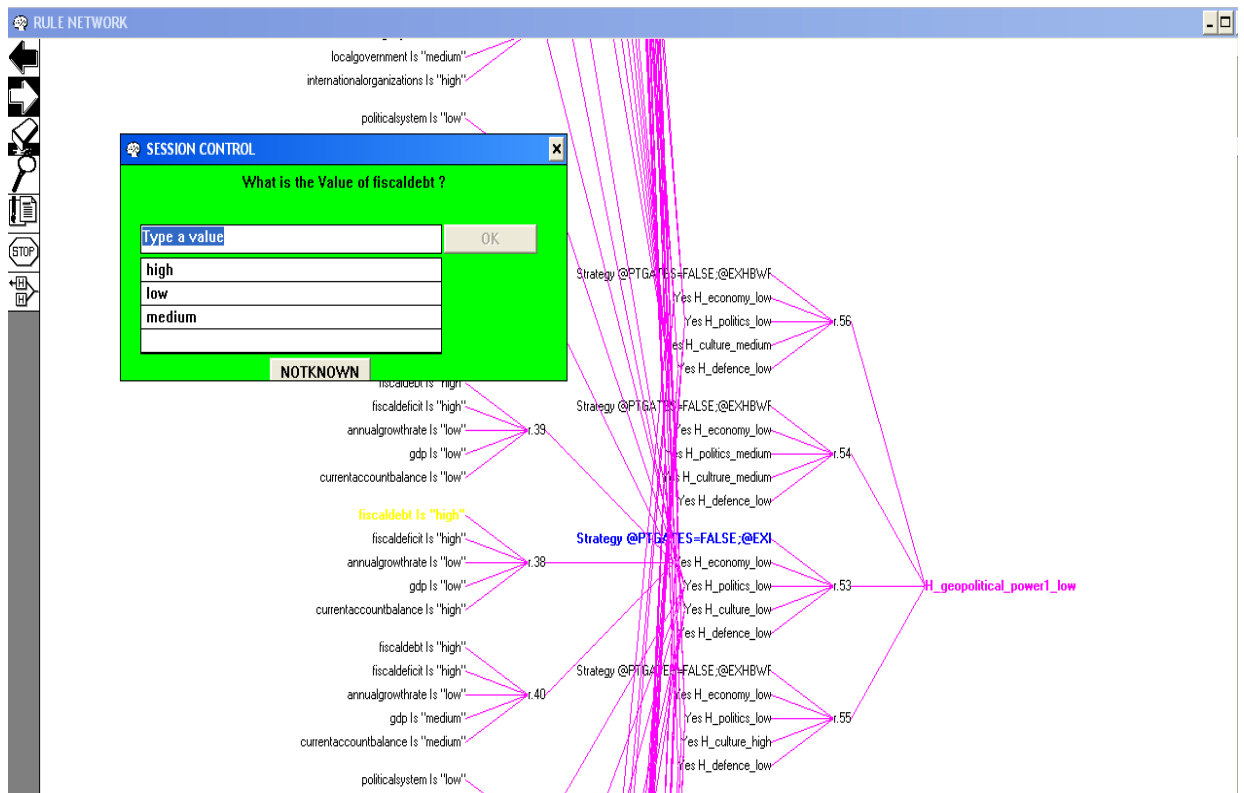 RULE NETWORK
localgovernment Is "medium"
internationalorganizations Is "high"
politicalsystem Is "low"
SESSION CONTROL
What is the Value of fiscaldebt ?
Type a value
OK
high
low
medium
NOTKNOWN
STOP
H
H
fiscaldebt Is "high"
fiscaldeficit Is "high"
annualgrowthrate Is "low"
r.39
gdp Is "low"
currentaccountbalance Is "low"
fiscaldebt Is "high"
fiscaldeficit Is "high"
annualgrowthrate Is "low"
r.38
gdp Is "low"
currentaccountbalance Is "high"
fiscaldebt Is "high"
fiscaldeficit Is "high"
annualgrowthrate Is "low"
r.40
gdp Is "medium"
currentaccountbalance Is "medium"
politicalsystem Is "low"
Strategy @PTGATES=FALSE;@EXHBWF
Yes H_economy_low
Yes H_politics_low
r.56
Yes H_culture_medium
Yes H_defence_low
Strategy @PTGATES=FALSE;@EXHBWF
Yes H_economy_low
Yes H_politics_medium
r.54
Yes H_cultrure_medium
Yes H_defence_low
Strategy @PTGATES=FALSE;@EXI
Yes H_economy_low
Yes H_politics_low
r.53
Yes H_culture_low
Yes H_defence_low
Strategy @PTGATES=FALSE;@EXHBWF
Yes H_economy_low
Yes H_politics_low
r.55
Yes H_culture_high
Yes H_defence_low
H_geopolitical_power1_low